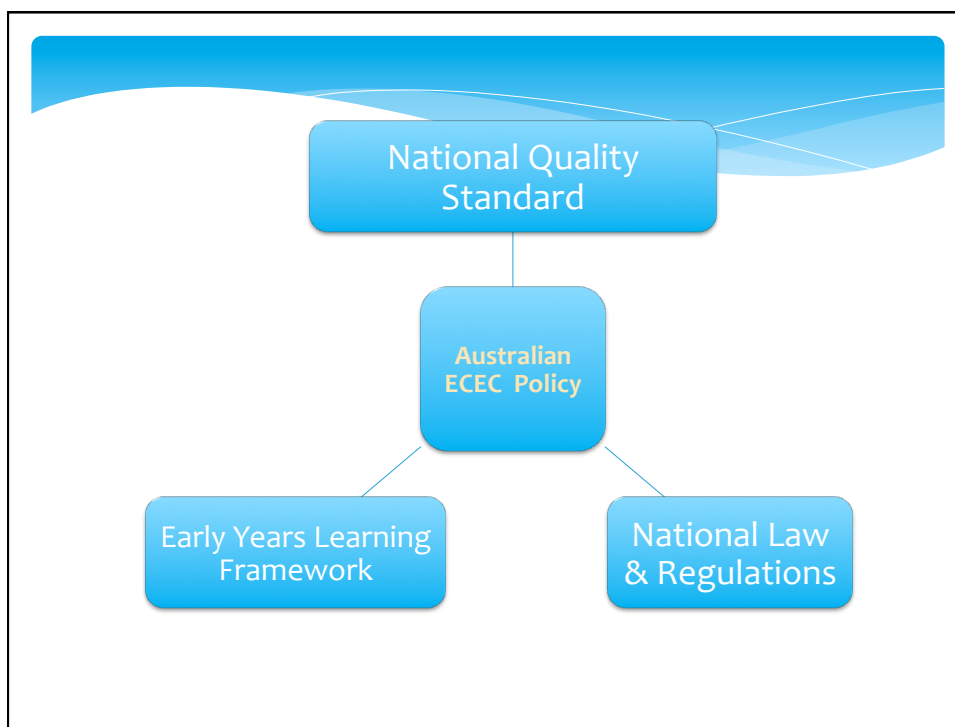 National Quality
Standard
Australian
ECEC Policy
Early Years Learning
Framework
National Law
& Regulations